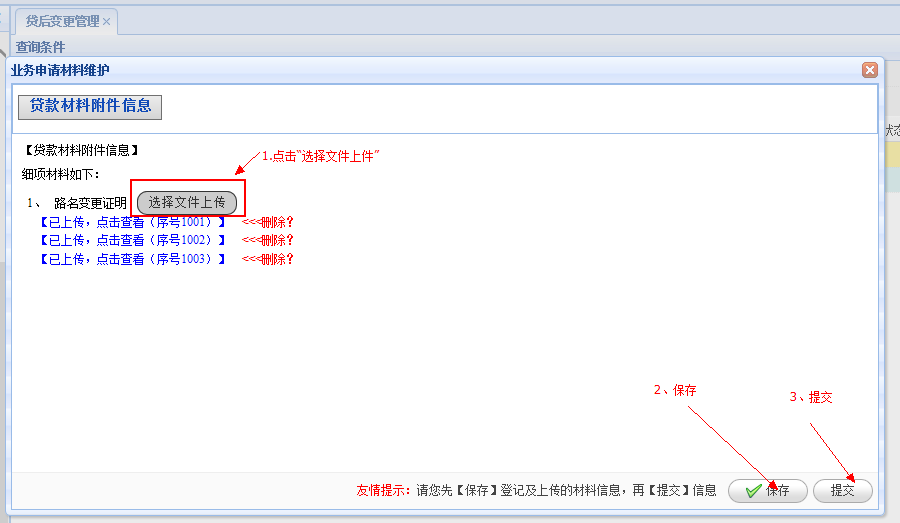 贷后变更管理
查询条件
业务申请材料维护
贷款材料附件信息
状态
【贷款材料附件信息】
1.点击“选择文件上件”
细项材料如下：
1、 路名变更证明 选择文件上传
【已上传，点击查看（序号1001）】 <<<删除?
【已上传，点击查看（序号1002）】 <<<删除?
【已上传，点击查看（序号1003）】 <<<删除?
2、保存
3、提交
友情提示：请您先【保存】登记及上传的材料信息，再【提交】信息 保存 提交